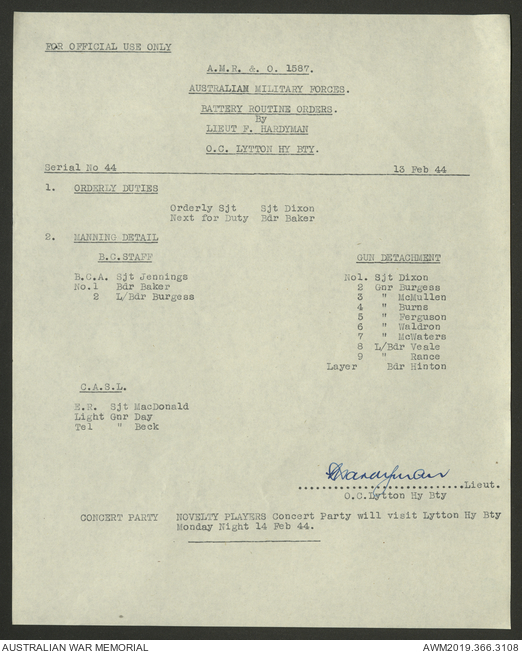 FOR OFFICIAL USE ONLY
A.M.R. &. O. 1587.
AUSTRALIAN MILITARY FORCES.
BATTERY ROUTINE ORDERS.
By
LIEUT F. HARDYMAN
O.C. LYTTON HY BTY.
Serial No 44 13 Feb 44
1. ORDERLY DUTIES
Orderly Sjt Sjt Dixon
Next for Duty Bdr Baker
2. MANNING DETAIL
B.C.STAFF
B.C.A. Sjt Jennings
No.1 Bdr Baker
2 L/Bdr Burgess
GUN DETACHMENT
No1. Sjt Dixon
2 Gnr Burgess
3 " McMullen
4 " Burns
5 " Ferguson
6 " Waldron
7 " McWaters
8 L/Bdr Veale
9 " Rance
Layer Bdr Hinton
C.A.S.L.
E.R. Sjt MacDonald
Light Gnr Day
Tel " Beck
FHardyman
..............................Lieut.
O.C.Lytton Hy Bty
CONCERT PARTY NOVELTY PLAYERS Concert Party will visit Lytton Hy Bty
Monday Night 14 Feb 44.
AUSTRALIAN WAR MEMORIAL AWM2019.366.3108